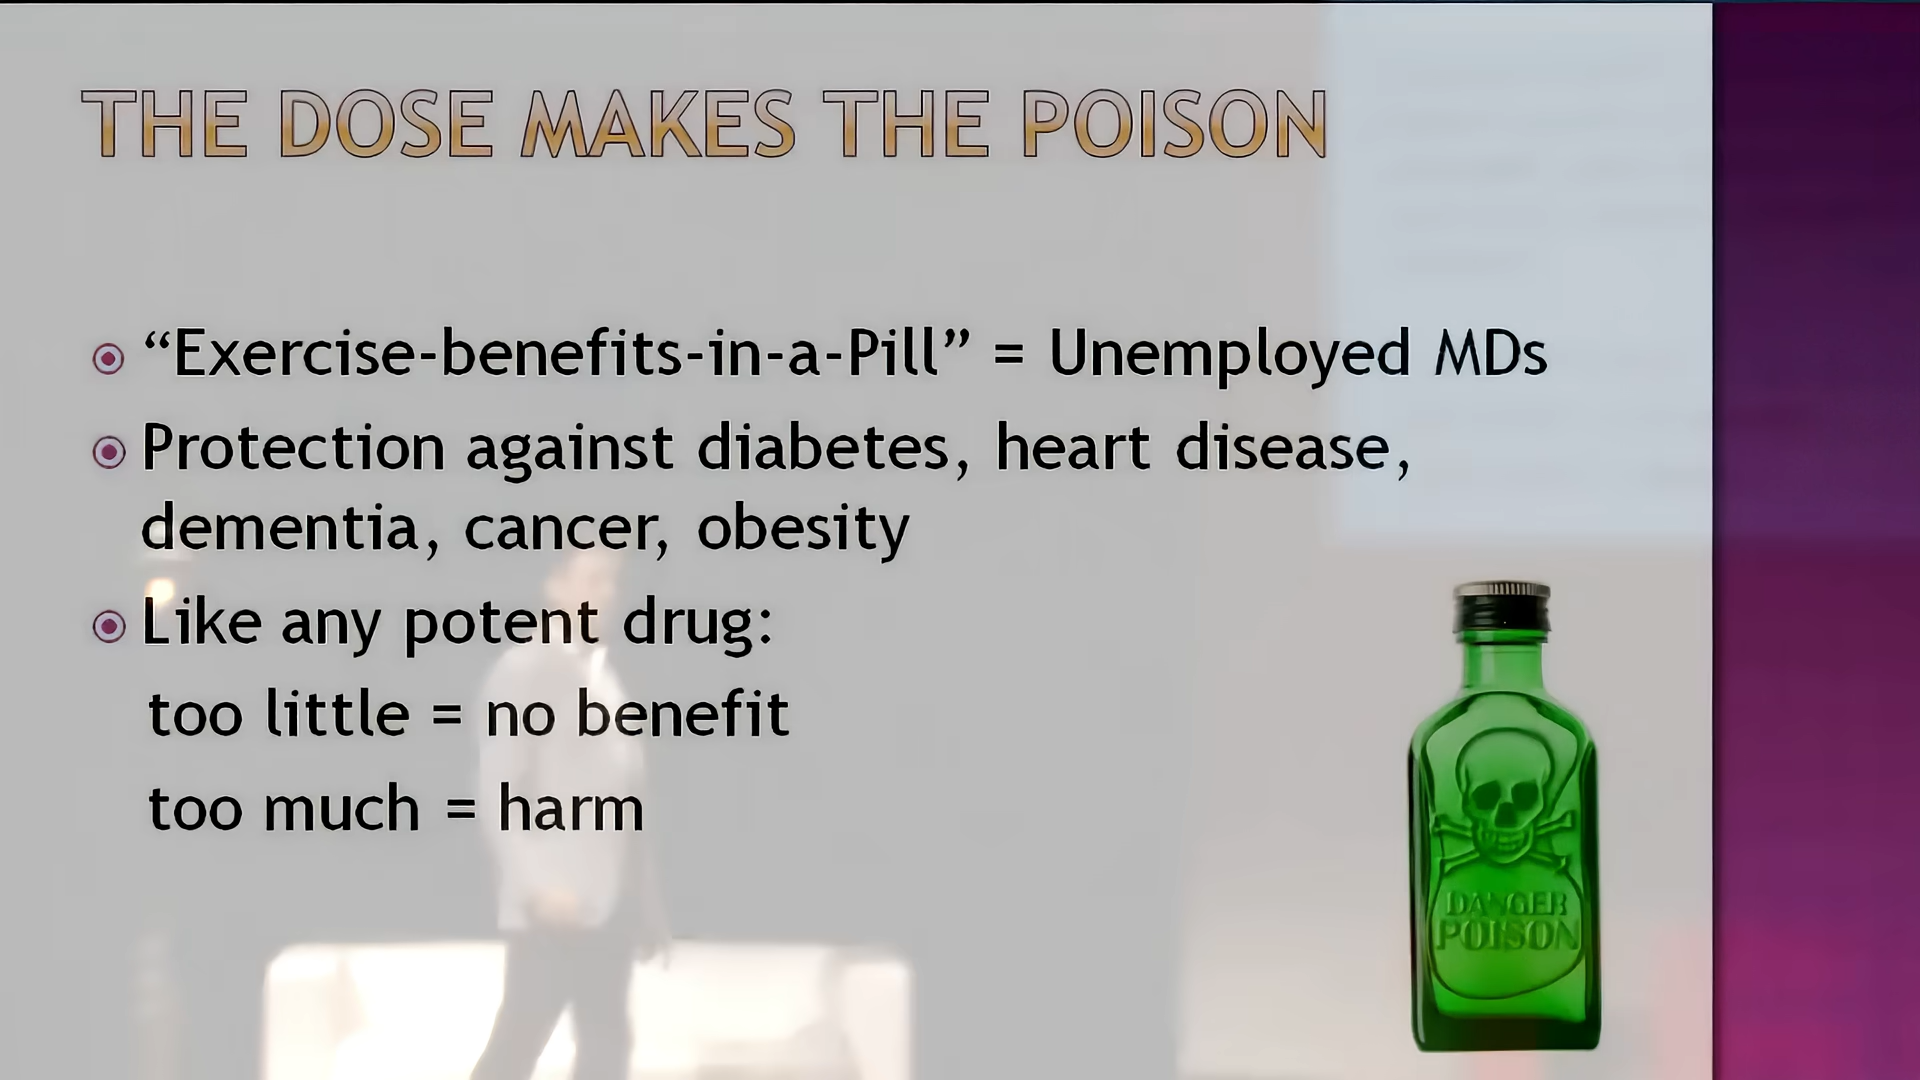 THE DOSE MAKES THE POISON
“Exercise-benefits-in-a-Pill” = Unemployed MDs
Protection against diabetes, heart disease,
dementia, cancer, obesity
Like any potent drug:
too little = no benefit
too much = harm
DANGER
POISON